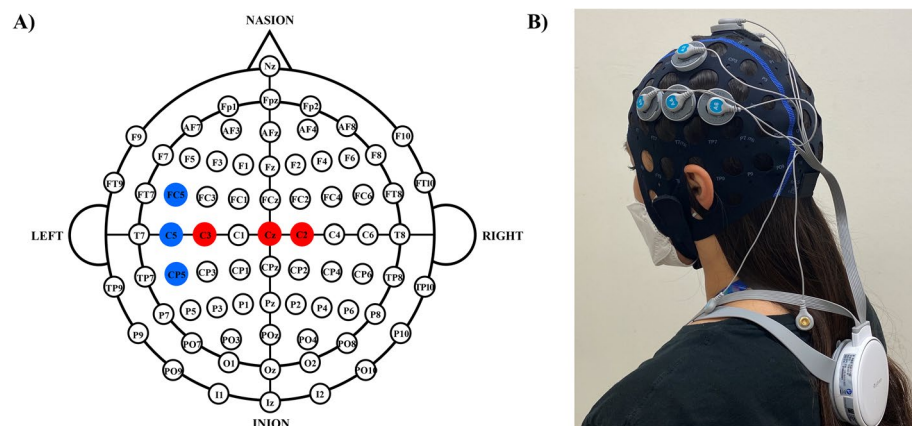 A)
NASION
Nz
Fp1 Fpz Fp2
AF7 AF3 AFz AF4 AF8
F9 F10
F7 F5 F3 F1 Fz F2 F4 F6 F8
FT9 FT10
FT7 FC5 FC3 FC1 FCz FC2 FC4 FC6 FT8
LEFT T7 C5 C3 C1 Cz C2 C4 C6 T8 RIGHT
TP9 TP7 CP5 CP3 CP1 CPz CP2 CP4 CP6 TP8 TP10
P7 P5 P3 P1 Pz P2 P4 P6 P8
P9 P10
PO7 PO3 POz PO4 PO8
PO9 O1 Oz O2 PO10
I1 Iz I2
INION
B)